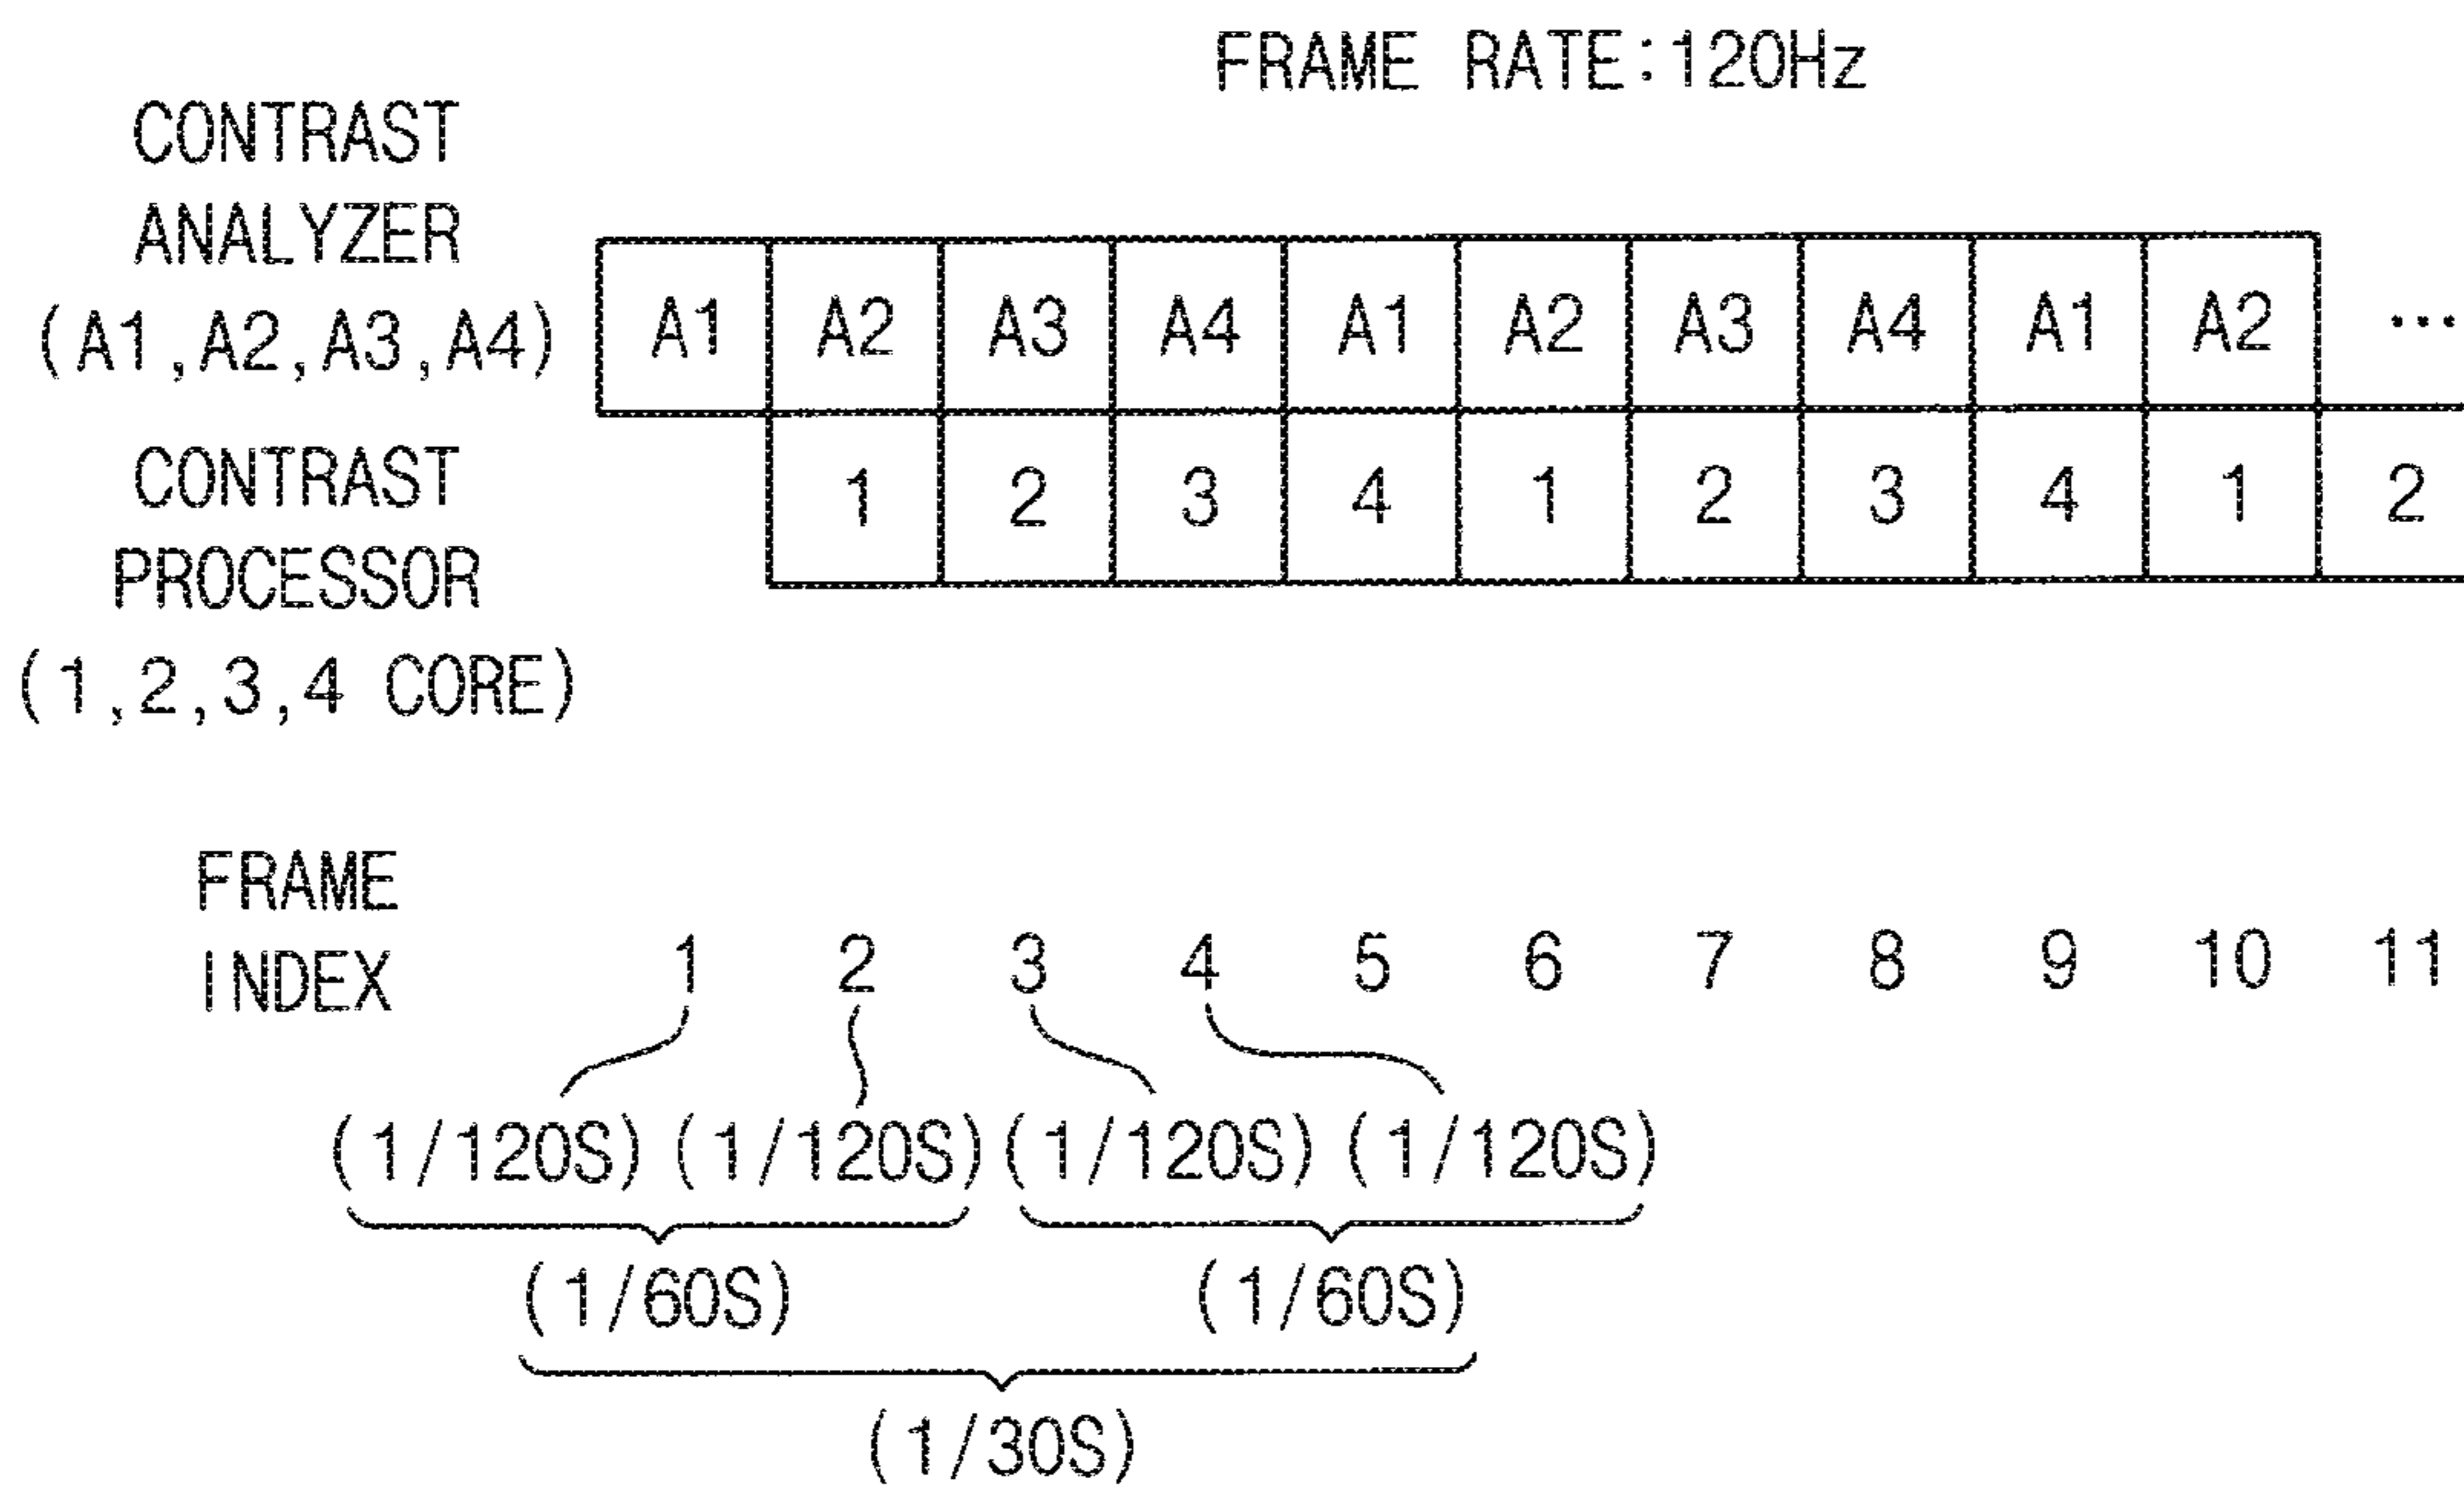 FRAME RATE:120Hz
CONTRAST
ANALYZER
(A1,A2,A3,A4)
A1 A2 A3 A4 A1 A2 A3 A4 A1 A2 ...
CONTRAST
PROCESSOR
(1,2,3,4 CORE)
1 2 3 4 1 2 3 4 1 2
FRAME
INDEX
1 2 3 4 5 6 7 8 9 10 11
(1/120S) (1/120S) (1/120S) (1/120S)
(1/60S) (1/60S)
(1/30S)